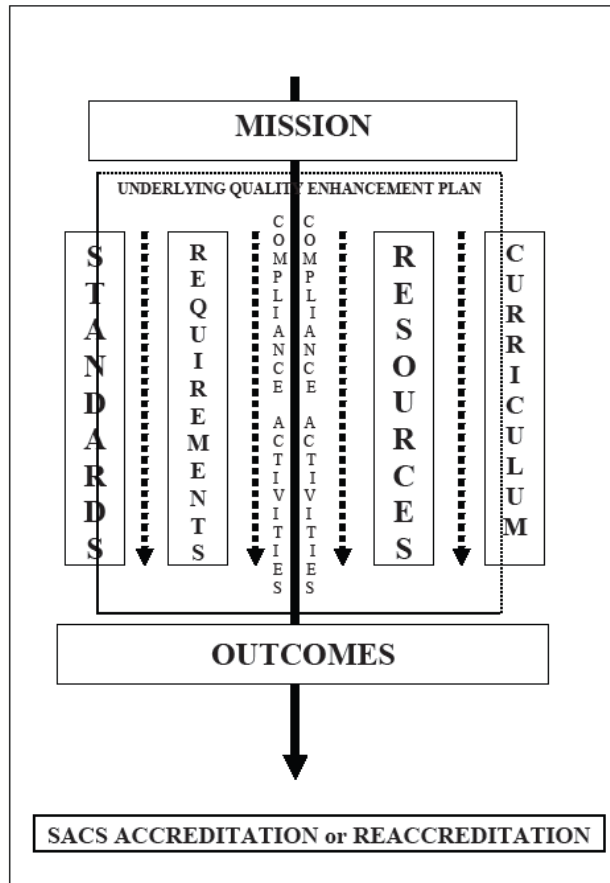 MISSION
UNDERLYING QUALITY ENHANCEMENT PLAN
STANDARDS
REQUIREMENTS
COMPLIANCE ACTIVITIES
COMPLIANCE ACTIVITIES
RESOURCES
CURRICULUM
OUTCOMES
SACS ACCREDITATION or REACCREDITATION